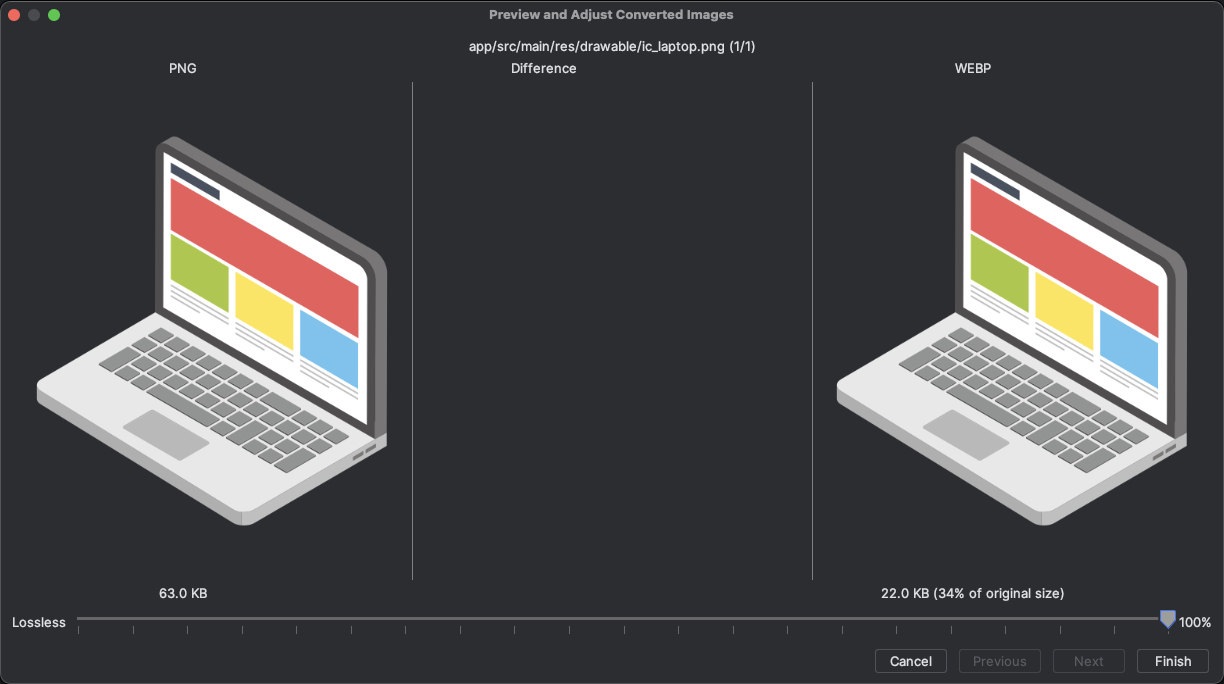 Preview and Adjust Converted Images
app/src/main/res/drawable/ic_laptop.png (1/1)
PNG
Difference
WEBP
63.0 KB
22.0 KB (34% of original size)
Lossless
100%
Cancel
Previous
Next
Finish